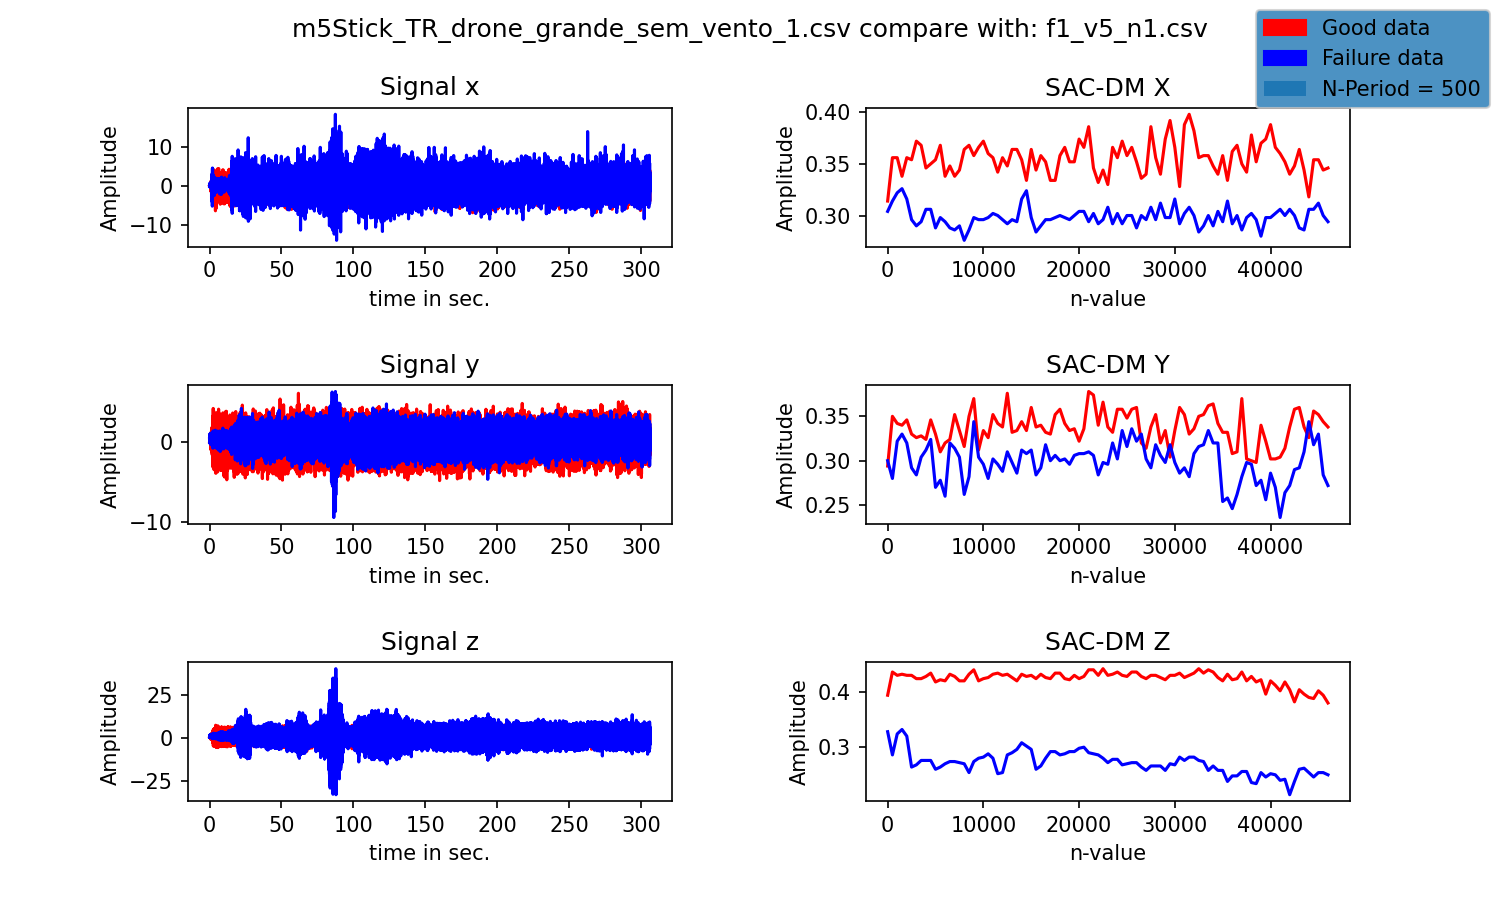 m5Stick_TR_drone_grande_sem_vento_1.csv compare with: f1_v5_n1.csv
Good data
Failure data
N-Period = 500
Signal x
Amplitude
10
0
−10
0 50 100 150 200 250 300
time in sec.
SAC-DM X
Amplitude
0.40
0.35
0.30
0 10000 20000 30000 40000
n-value
Signal y
Amplitude
0
−10
0 50 100 150 200 250 300
time in sec.
SAC-DM Y
Amplitude
0.35
0.30
0.25
0 10000 20000 30000 40000
n-value
Signal z
Amplitude
25
0
−25
0 50 100 150 200 250 300
time in sec.
SAC-DM Z
Amplitude
0.4
0.3
0 10000 20000 30000 40000
n-value